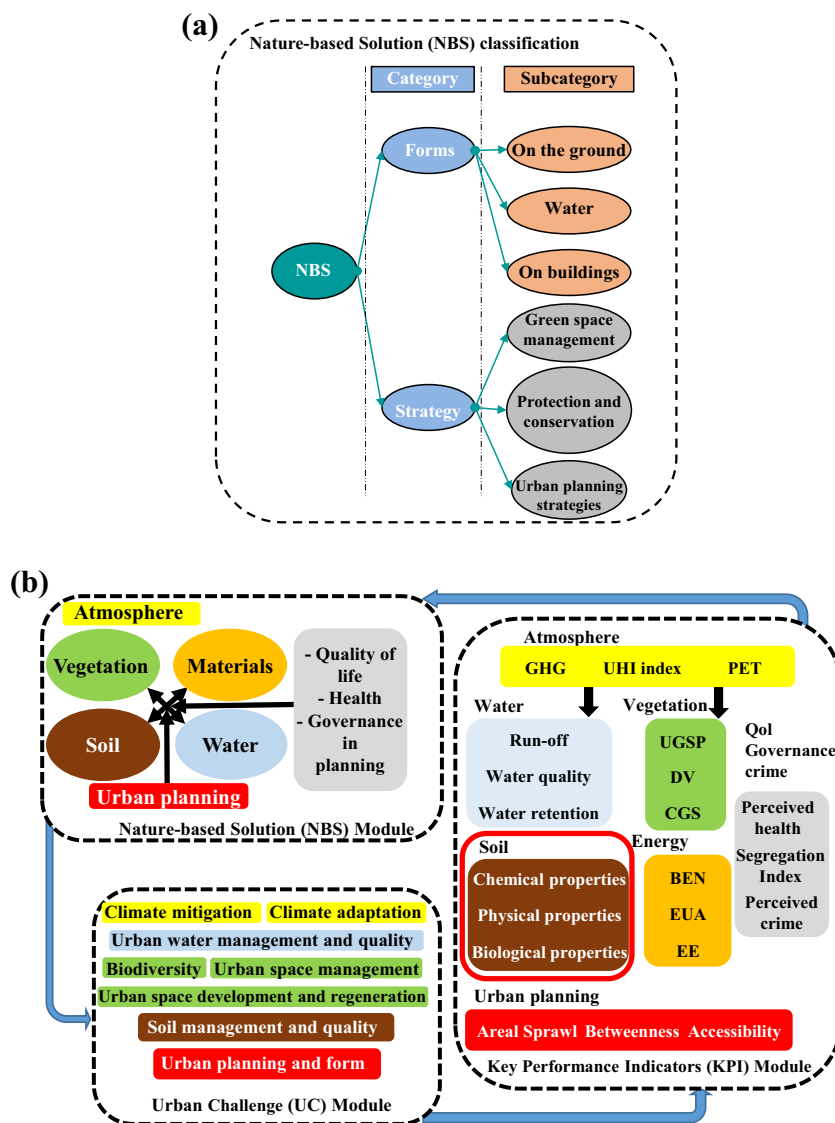 (a)
Nature-based Solution (NBS) classification
Category
Subcategory
Forms
On the ground
Water
On buildings
NBS
Green space
management
Strategy
Protection and
conservation
Urban planning
strategies
(b)
Atmosphere
Vegetation
Materials
Soil
Water
- Quality of
life
- Health
- Governance
in
planning
Urban planning
Nature-based Solution (NBS) Module
Climate mitigation
Climate adaptation
Urban water management and quality
Biodiversity
Urban space management
Urban space development and regeneration
Soil management and quality
Urban planning and form
Urban Challenge (UC) Module
Atmosphere
GHG UHI index PET
Water
Run-off
Water quality
Water retention
Vegetation
UGSP
DV
CGS
Qol
Governance
crime
Perceived
health
Segregation
Index
Perceived
crime
Soil
Chemical properties
Physical properties
Biological properties
Energy
BEN
EUA
EE
Urban planning
Areal Sprawl Betweenness Accessibility
Key Performance Indicators (KPI) Module